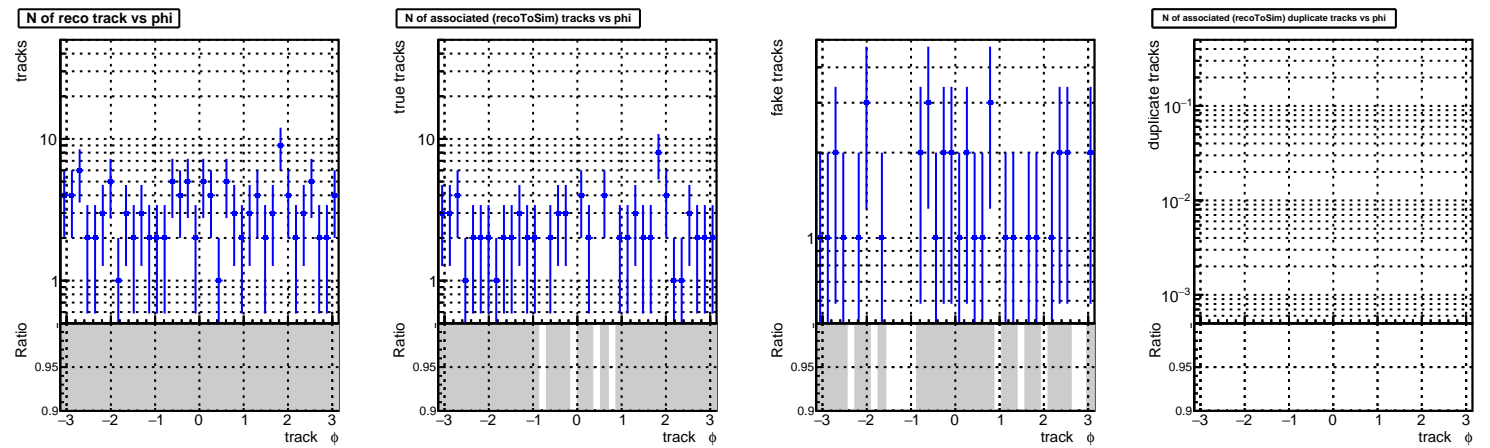 N of reco track vs phi
tracks
10
1
Ratio
0.95
0.9
−3 −2 −1 0 1 2 3
track ϕ
N of associated (recoToSim) tracks vs phi
true tracks
10
1
Ratio
0.95
0.9
−3 −2 −1 0 1 2 3
track ϕ
fake tracks
1
Ratio
0.95
0.9
−3 −2 −1 0 1 2 3
track ϕ
N of associated (recoToSim) duplicate tracks vs phi
duplicate tracks
10⁻¹
10⁻²
10⁻³
Ratio
0.95
0.9
−3 −2 −1 0 1 2 3
track ϕ